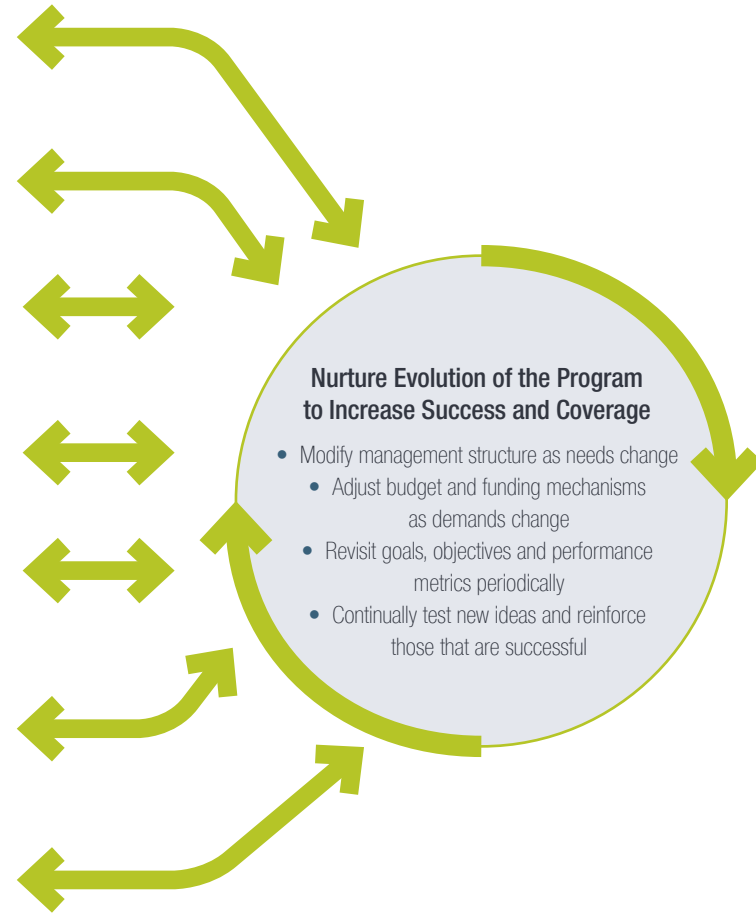 Nurture Evolution of the Program
to Increase Success and Coverage
• Modify management structure as needs change
• Adjust budget and funding mechanisms
as demands change
• Revisit goals, objectives and performance
metrics periodically
• Continually test new ideas and reinforce
those that are successful